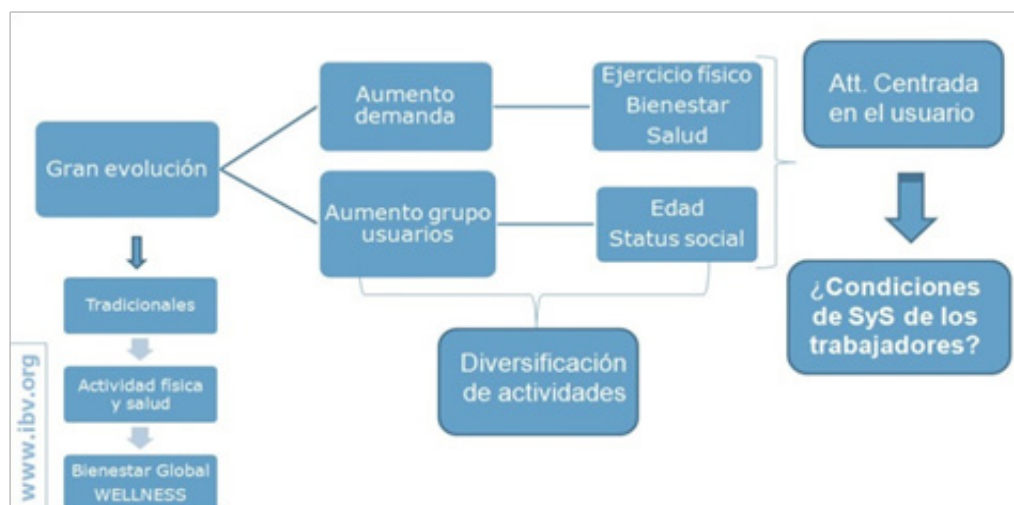 Gran evolución
Aumento
demanda
Ejercicio físico
Bienestar
Salud
Att. Centrada
en el usuario
Aumento grupo
usuarios
Edad
Status social
¿Condiciones
de SyS de los
trabajadores?
Diversificación
de actividades
Tradicionales
Actividad física
y salud
Bienestar Global
WELLNESS
www.ibv.org